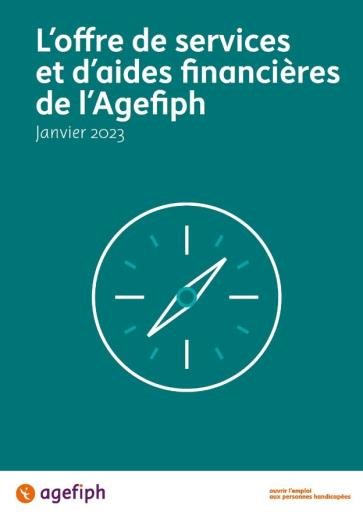 L'offre de services
et d'aides financières
de l'Agefiph
Janvier 2023
agefiph
ouvrir l'emploi
aux personnes handicapées